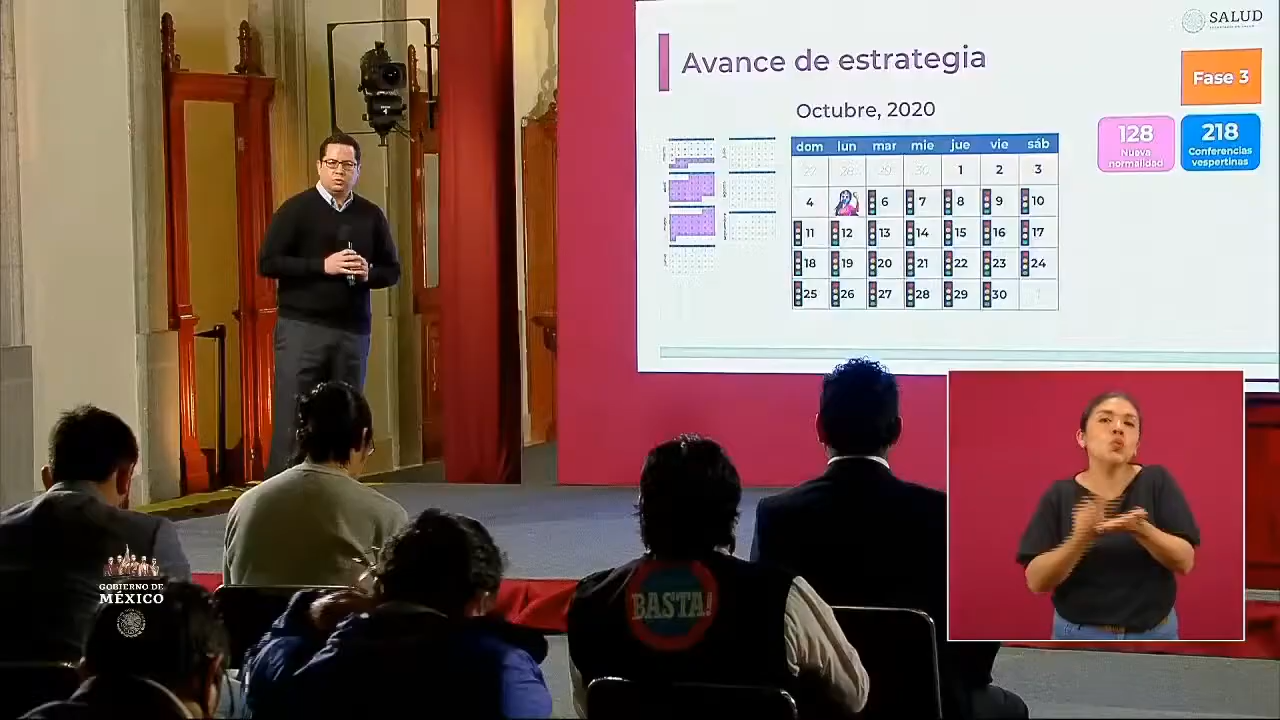 SALUD
Avance de estrategia
Fase 3
Octubre, 2020
128
Nueva
normalidad
218
Conferencias
vespertinas
dom lun mar mie jue vie sáb
27 28 29 30 1 2 3
4 6 7 8 9 10
11 12 13 14 15 16 17
18 19 20 21 22 23 24
25 26 27 28 29 30
BASTA!
GOBIERNO DE
MÉXICO